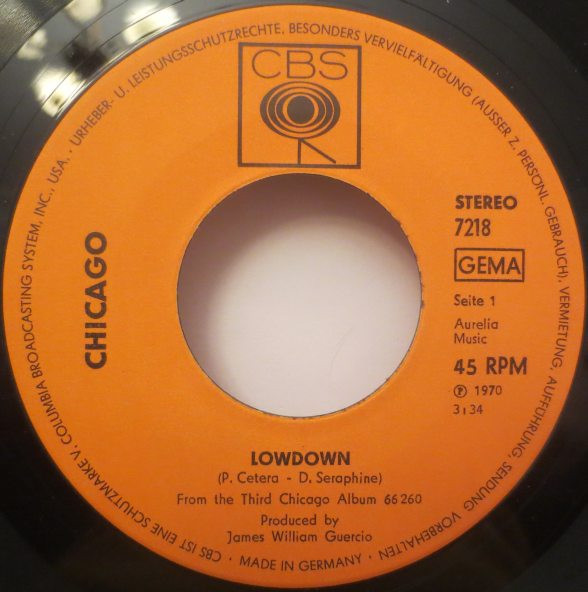 CBS IST EINE SCHUTZMARKE V. COLUMBIA BROADCASTING SYSTEM, INC., USA. · URHEBER- U. LEISTUNGSSCHUTZRECHTE, BESONDERS VERVIELFÄLTIGUNG (AUSSER Z. PERSÖNL. GEBRAUCH), VERMIETUNG, AUFFÜHRUNG, SENDUNG VORBEHALTEN · MADE IN GERMANY ·
CBS
CHICAGO
STEREO
7218
GEMA
Seite 1
Aurelia
Music
45 RPM
℗ 1970
3:34
LOWDOWN
(P. Cetera - D. Seraphine)
From the Third Chicago Album 66 260
Produced by
James William Guercio